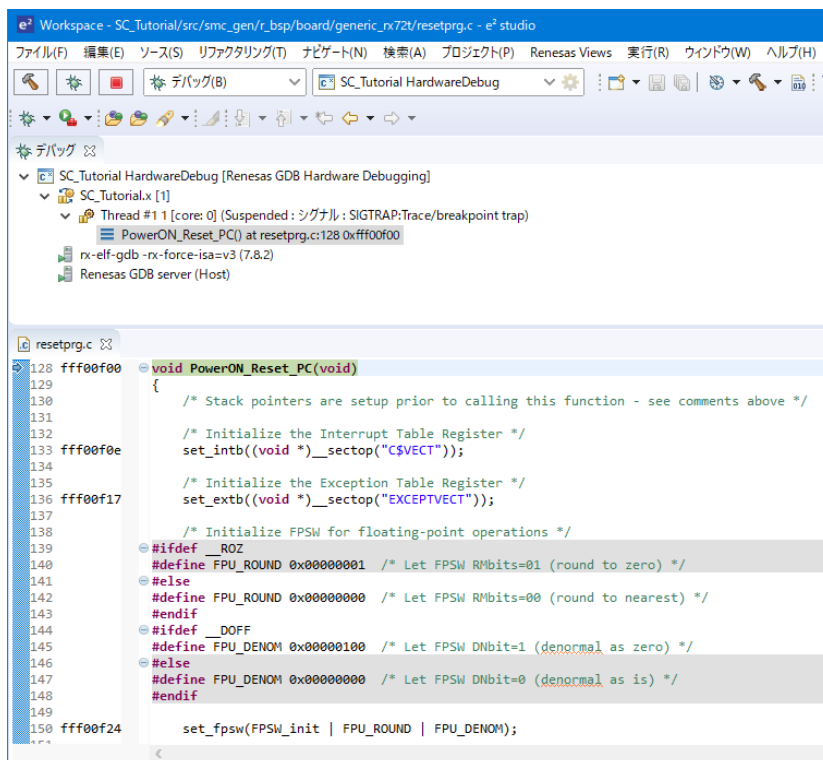 Workspace - SC_Tutorial/src/smc_gen/r_bsp/board/generic_rx72t/resetprg.c - e² studio
ファイル(F) 編集(E) ソース(S) リファクタリング(T) ナビゲート(N) 検索(A) プロジェクト(P) Renesas Views 実行(R) ウィンドウ(W) ヘルプ(H)
デバッグ(B) SC_Tutorial HardwareDebug
デバッグ
SC_Tutorial HardwareDebug [Renesas GDB Hardware Debugging]
SC_Tutorial.x [1]
Thread #1 1 [core: 0] (Suspended : シグナル : SIGTRAP:Trace/breakpoint trap)
PowerON_Reset_PC() at resetprg.c:128 0xfff00f00
rx-elf-gdb -rx-force-isa=v3 (7.8.2)
Renesas GDB server (Host)
resetprg.c
128 fff00f00 void PowerON_Reset_PC(void)
129 {
130 /* Stack pointers are setup prior to calling this function - see comments above */
131
132 /* Initialize the Interrupt Table Register */
133 fff00f0e set_intb((void *)__sectop("C$VECT"));
134
135 /* Initialize the Exception Table Register */
136 fff00f17 set_extb((void *)__sectop("EXCEPTVECT"));
137
138 /* Initialize FPSW for floating-point operations */
139 #ifdef __ROZ
140 #define FPU_ROUND 0x00000001 /* Let FPSW RMbits=01 (round to zero) */
141 #else
142 #define FPU_ROUND 0x00000000 /* Let FPSW RMbits=00 (round to nearest) */
143 #endif
144 #ifdef __DOFF
145 #define FPU_DENOM 0x00000100 /* Let FPSW DNbit=1 (denormal as zero) */
146 #else
147 #define FPU_DENOM 0x00000000 /* Let FPSW DNbit=0 (denormal as is) */
148 #endif
149
150 fff00f24 set_fpsw(FPSW_init | FPU_ROUND | FPU_DENOM);